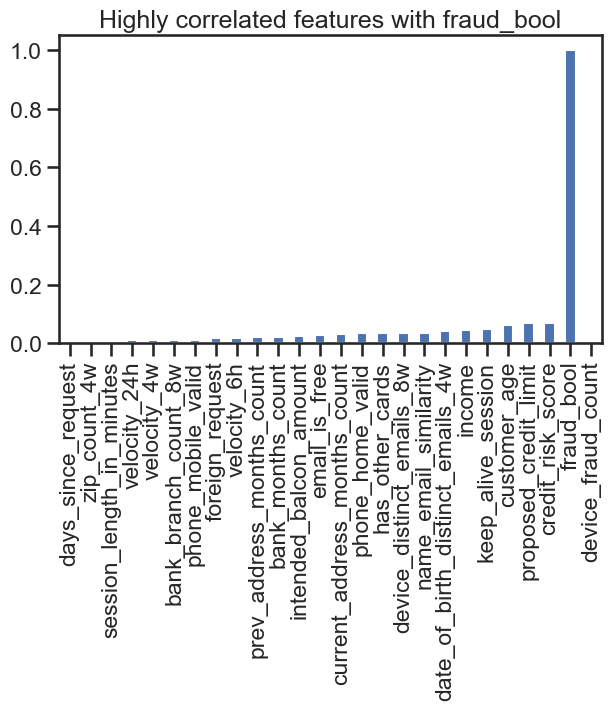 Highly correlated features with fraud_bool
1.0
0.8
0.6
0.4
0.2
0.0
days_since_request
zip_count_4w
session_length_in_minutes
velocity_24h
velocity_4w
bank_branch_count_8w
phone_mobile_valid
foreign_request
velocity_6h
prev_address_months_count
bank_months_count
intended_balcon_amount
email_is_free
current_address_months_count
phone_home_valid
has_other_cards
device_distinct_emails_8w
name_email_similarity
date_of_birth_distinct_emails_4w
income
keep_alive_session
customer_age
proposed_credit_limit
credit_risk_score
fraud_bool
device_fraud_count